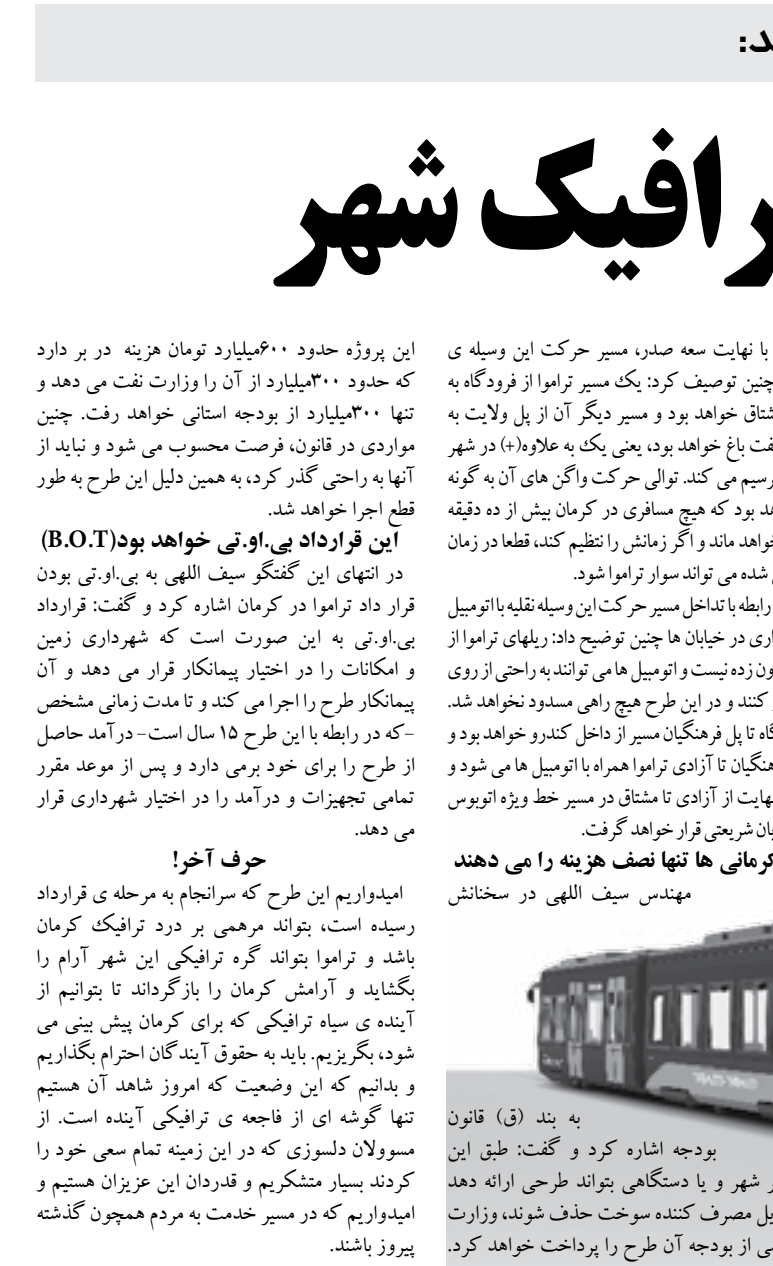 د:
رافیک شهر
با نهایت سعه صدر، مسیر حرکت این وسیله ی
چنین توصیف کرد: یک مسیر تراموا از فرودگاه به
شتاق خواهد بود و مسیر دیگر آن از پل ولایت به
فت باغ خواهد بود، یعنی یک به علاوه(+) در شهر
رسیم می کند. توالی حرکت واگن های آن به گونه
هد بود که هیچ مسافری در کرمان بیش از ده دقیقه
خواهد ماند و اگر زمانش را تنظیم کند، قطعا در زمان
شده می تواند سوار تراموا شود.
رابطه با تداخل مسیر حرکت این وسیله نقلیه با اتومبیل
اری در خیابان ها چنین توضیح داد: ریلهای تراموا از
ون زده نیست و اتومبیل ها می توانند به راحتی از روی
کنند و در این طرح هیچ راهی مسدود نخواهد شد.
گاه تا پل فرهنگیان مسیر از داخل کندرو خواهد بود و
هنگیان تا آزادی تراموا همراه با اتومبیل ها می شود و
نهایت از آزادی تا مشتاق در مسیر خط ویژه اتوبوس
بان شریعتی قرار خواهد گرفت.
کرمانی ها تنها نصف هزینه را می دهند
مهندس سیف اللهی در سخنانش
به بند (ق) قانون
بودجه اشاره کرد و گفت: طبق این
ر شهر و یا دستگاهی بتواند طرحی ارائه دهد
یل مصرف کننده سوخت حذف شوند، وزارت
ی از بودجه آن طرح را پرداخت خواهد کرد.
این پروژه حدود ۶۰۰میلیارد تومان هزینه در بر دارد
که حدود ۳۰۰میلیارد از آن را وزارت نفت می دهد و
تنها ۳۰۰میلیارد از بودجه استانی خواهد رفت. چنین
مواردی در قانون، فرصت محسوب می شود و نباید از
آنها به راحتی گذر کرد، به همین دلیل این طرح به طور
قطع اجرا خواهد شد.
این قرارداد بی.او.تی خواهد بود(B.O.T)
در انتهای این گفتگو سیف اللهی به بی.او.تی بودن
قرار داد تراموا در کرمان اشاره کرد و گفت: قرارداد
بی.او.تی به این صورت است که شهرداری زمین
و امکانات را در اختیار پیمانکار قرار می دهد و آن
پیمانکار طرح را اجرا می کند و تا مدت زمانی مشخص
-که در رابطه با این طرح ۱۵ سال است- درآمد حاصل
از طرح را برای خود برمی دارد و پس از موعد مقرر
تمامی تجهیزات و درآمد را در اختیار شهرداری قرار
می دهد.
حرف آخر!
امیدواریم این طرح که سرانجام به مرحله ی قرارداد
رسیده است، بتواند مرهمی بر درد ترافیک کرمان
باشد و تراموا بتواند گره ترافیکی این شهر آرام را
بگشاید و آرامش کرمان را بازگرداند تا بتوانیم از
آینده ی سیاه ترافیکی که برای کرمان پیش بینی می
شود، بگریزیم. باید به حقوق آیندگان احترام بگذاریم
و بدانیم که این وضعیت که امروز شاهد آن هستیم
تنها گوشه ای از فاجعه ی ترافیکی آینده است. از
مسوولان دلسوزی که در این زمینه تمام سعی خود را
کردند بسیار متشکریم و قدردان این عزیزان هستیم و
امیدواریم که در مسیر خدمت به مردم همچون گذشته
پیروز باشند.